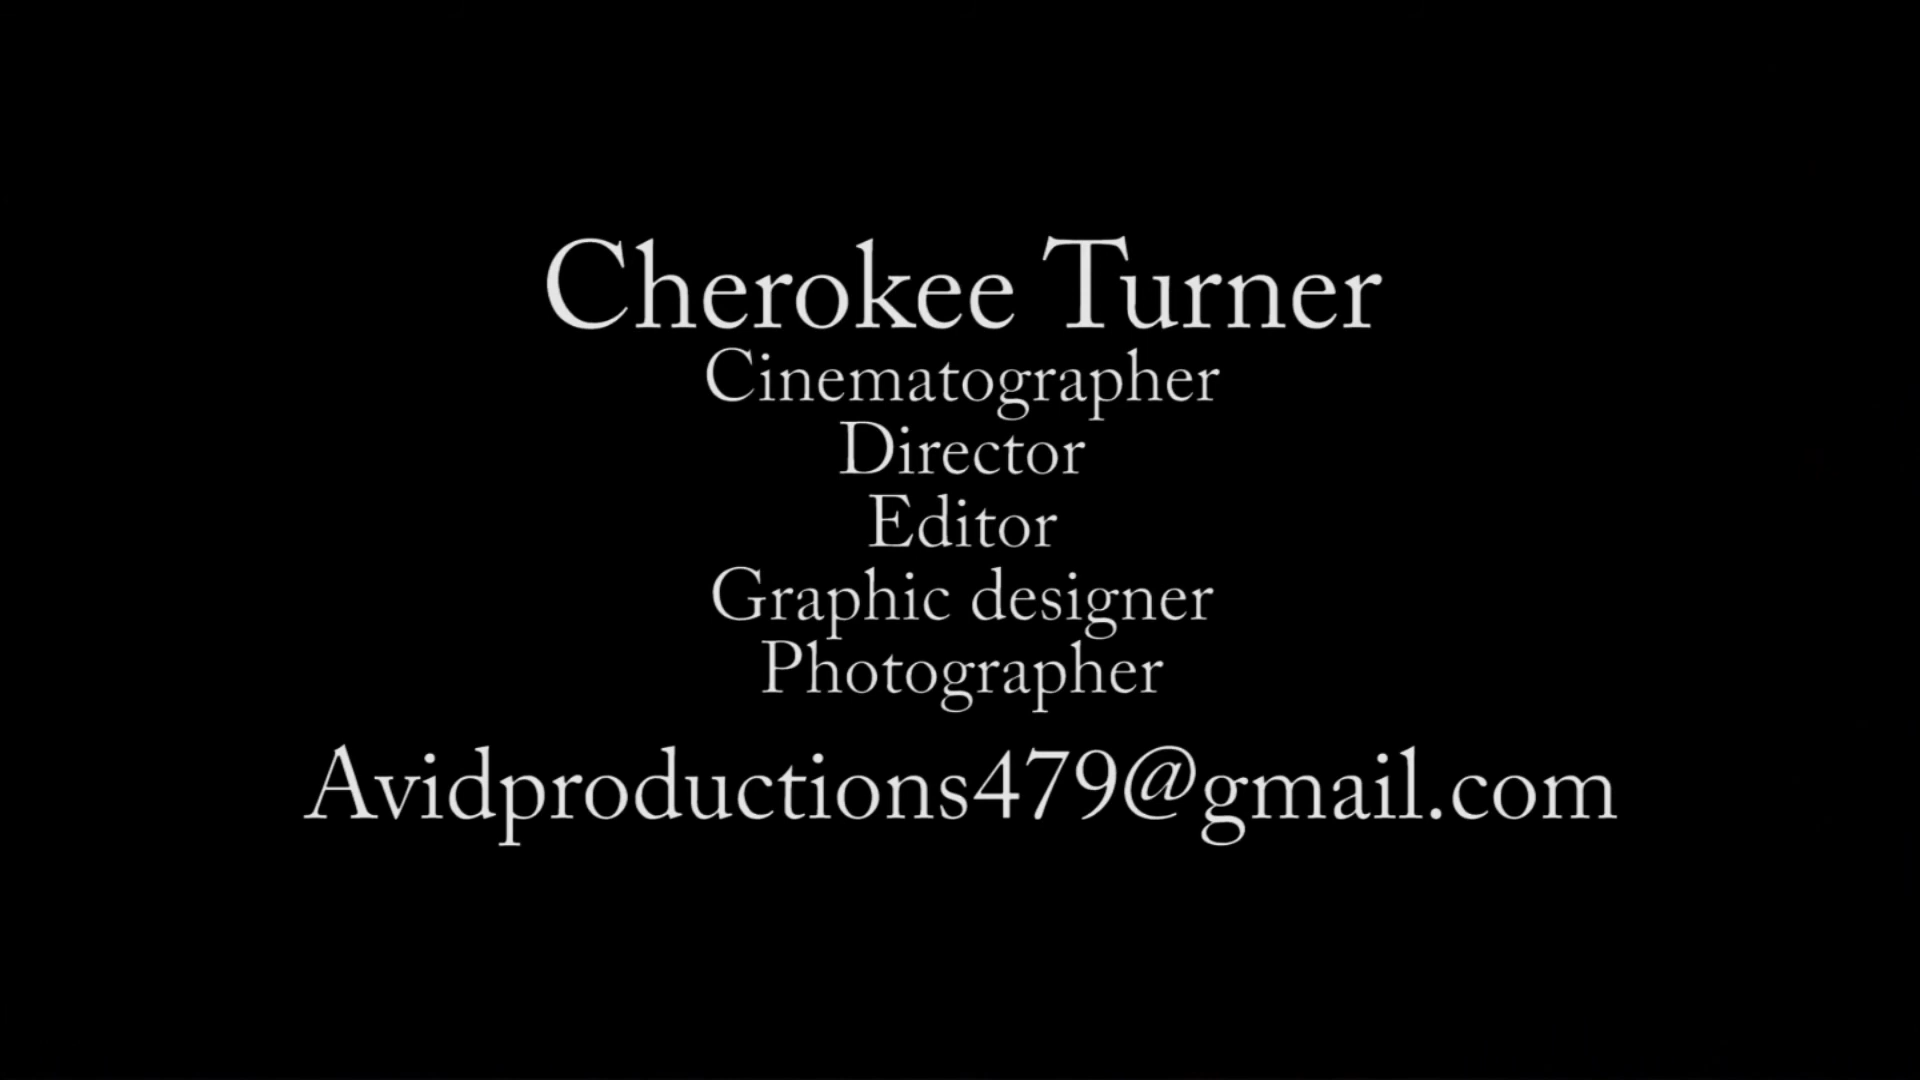 Cherokee Turner
Cinematographer
Director
Editor
Graphic designer
Photographer
Avidproductions479@gmail.com